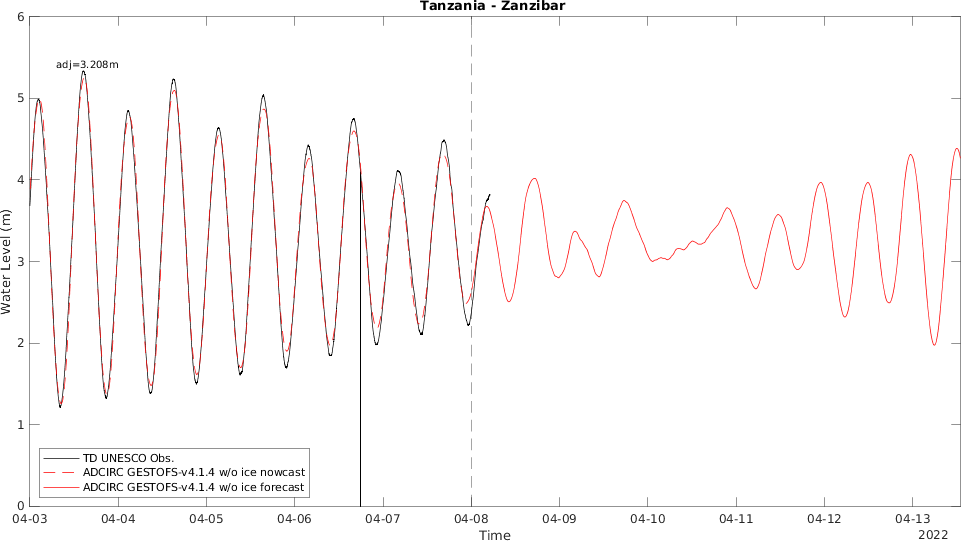 Tanzania - Zanzibar
6
adj=3.208m
5
4
3
2
1
0
Water Level (m)
TD UNESCO Obs.
ADCIRC GESTOFS-v4.1.4 w/o ice nowcast
ADCIRC GESTOFS-v4.1.4 w/o ice forecast
04-03 04-04 04-05 04-06 04-07 04-08 04-09 04-10 04-11 04-12 04-13
Time
2022